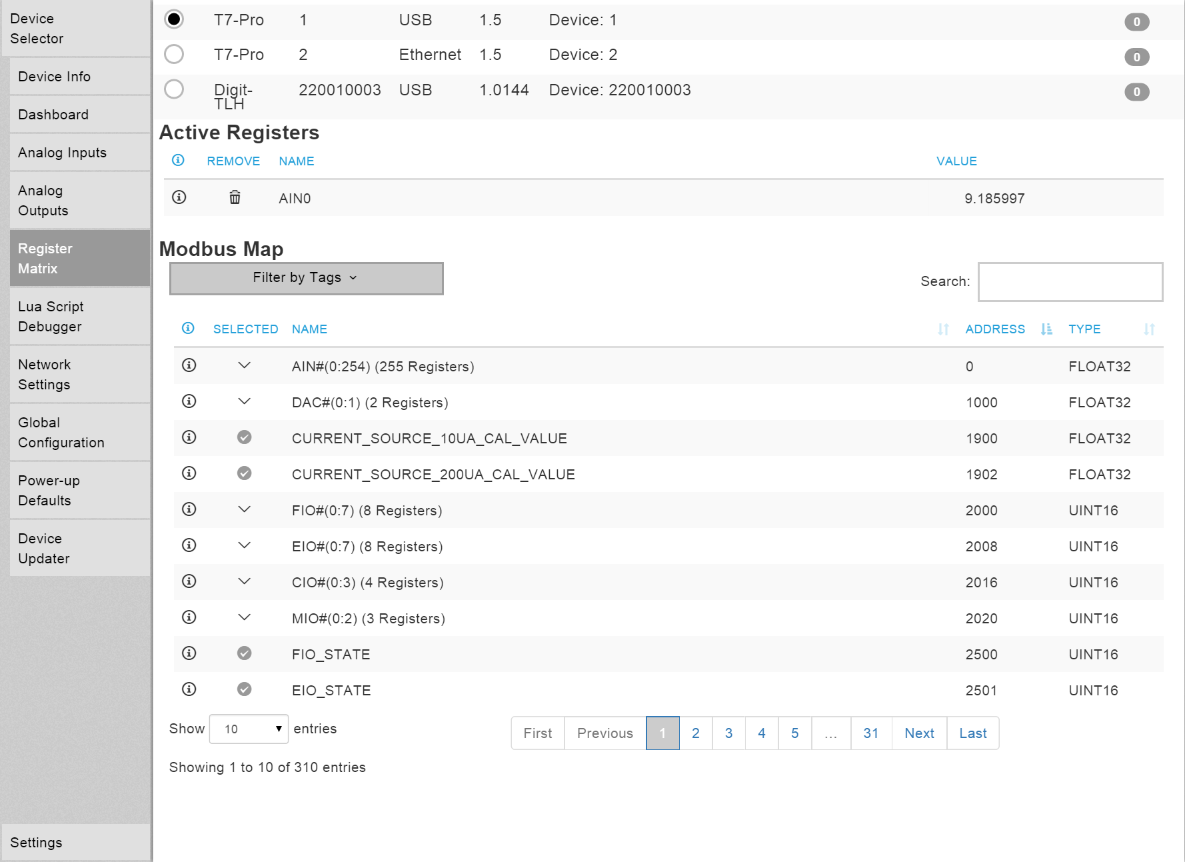 Device
Selector
Device Info
Dashboard
Analog Inputs
Analog
Outputs
Register
Matrix
Lua Script
Debugger
Network
Settings
Global
Configuration
Power-up
Defaults
Device
Updater
Settings
T7-Pro 1 USB 1.5 Device: 1 0
T7-Pro 2 Ethernet 1.5 Device: 2 0
Digit- 220010003 USB 1.0144 Device: 220010003 0
TLH
Active Registers
REMOVE NAME VALUE
AIN0 9.185997
Modbus Map
Filter by Tags
Search:
SELECTED NAME ADDRESS TYPE
AIN#(0:254) (255 Registers) 0 FLOAT32
DAC#(0:1) (2 Registers) 1000 FLOAT32
CURRENT_SOURCE_10UA_CAL_VALUE 1900 FLOAT32
CURRENT_SOURCE_200UA_CAL_VALUE 1902 FLOAT32
FIO#(0:7) (8 Registers) 2000 UINT16
EIO#(0:7) (8 Registers) 2008 UINT16
CIO#(0:3) (4 Registers) 2016 UINT16
MIO#(0:2) (3 Registers) 2020 UINT16
FIO_STATE 2500 UINT16
EIO_STATE 2501 UINT16
Show 10 entries First Previous 1 2 3 4 5 ... 31 Next Last
Showing 1 to 10 of 310 entries